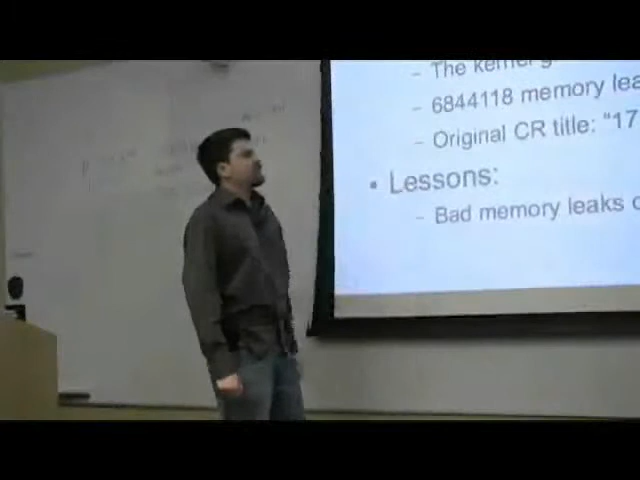 – The kernel g
– 6844118 memory lea
– Original CR title: "17
• Lessons:
– Bad memory leaks c